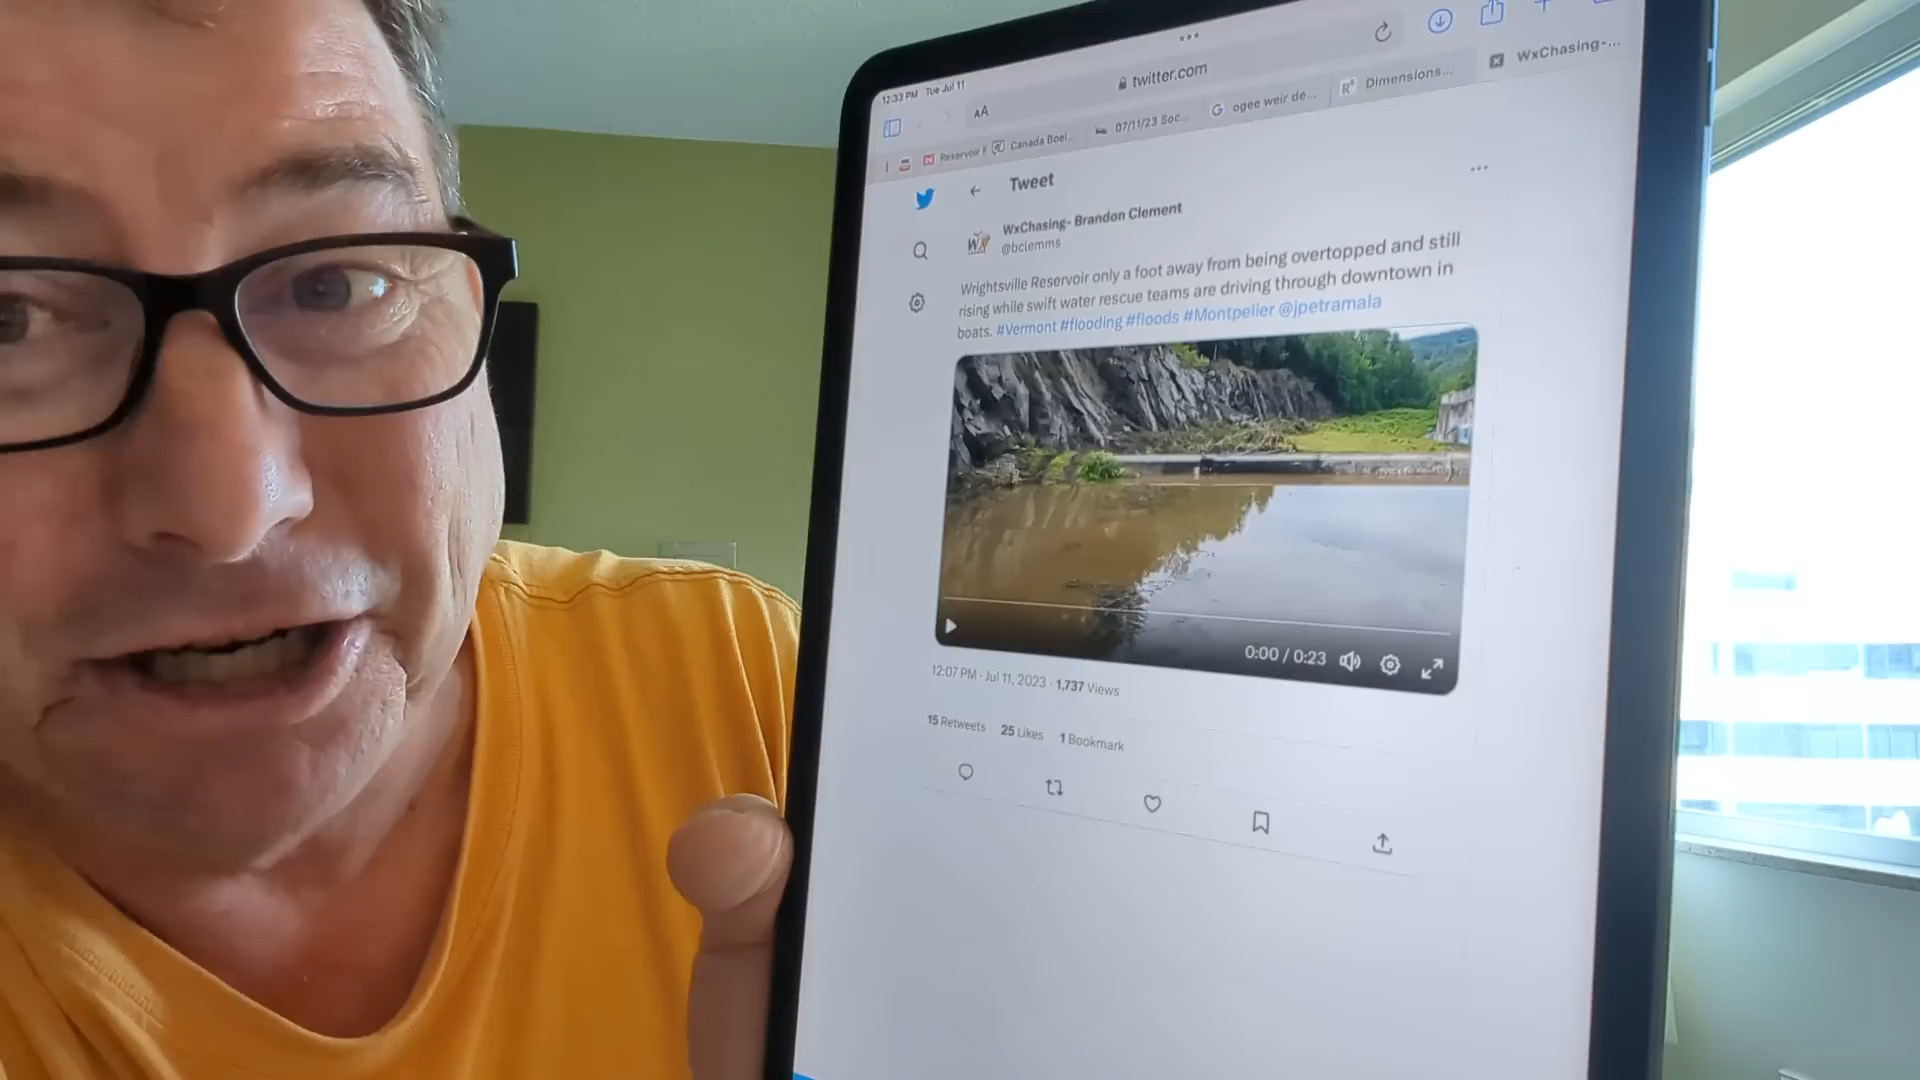 12:33 PM Tue Jul 11
AA
twitter.com
Reservoir F
Canada Goel...
07/11/23 Soc...
ogee weir de...
Dimensions...
WxChasing-...
Tweet
WxChasing- Brandon Clement
@bclemms
Wrightsville Reservoir only a foot away from being overtopped and still
rising while swift water rescue teams are driving through downtown in
boats. #Vermont #flooding #floods #Montpelier @jpetramala
0:00 / 0:23
12:07 PM · Jul 11, 2023 · 1,737 Views
15 Retweets 25 Likes 1 Bookmark